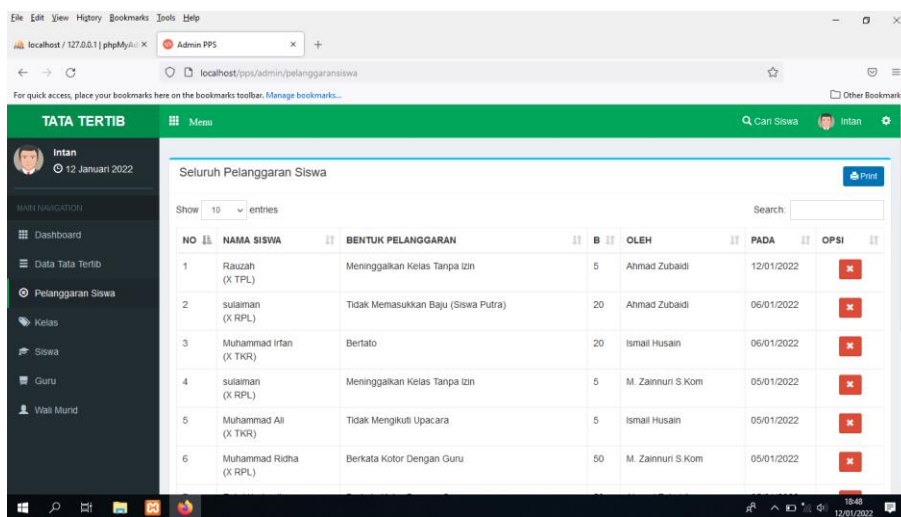 File Edit View History Bookmarks Tools Help
localhost / 127.0.0.1 | phpMyAd
Admin PPS
localhost/pps/admin/pelanggaransiswa
For quick access, place your bookmarks here on the bookmarks toolbar. Manage bookmarks...
Other Bookmark
TATA TERTIB
Menu
Cari Siswa
Intan
Intan
12 Januari 2022
MAIN NAVIGATION
Dashboard
Data Tata Tertib
Pelanggaran Siswa
Kelas
Siswa
Guru
Wali Murid
Seluruh Pelanggaran Siswa
Print
Show 10 entries
Search:
NO NAMA SISWA BENTUK PELANGGARAN B OLEH PADA OPSI
1 Rauzah Meninggalkan Kelas Tanpa Izin 5 Ahmad Zubaidi 12/01/2022
(X TPL)
2 sulaiman Tidak Memasukkan Baju (Siswa Putra) 20 Ahmad Zubaidi 06/01/2022
(X RPL)
3 Muhammad Irfan Bertato 20 Ismail Husain 06/01/2022
(X TKR)
4 sulaiman Meninggalkan Kelas Tanpa Izin 5 M. Zainnuri S.Kom 05/01/2022
(X RPL)
5 Muhammad Ali Tidak Mengikuti Upacara 5 Ismail Husain 05/01/2022
(X TKR)
6 Muhammad Ridha Berkata Kotor Dengan Guru 50 M. Zainnuri S.Kom 05/01/2022
(X RPL)
18:48
12/01/2022